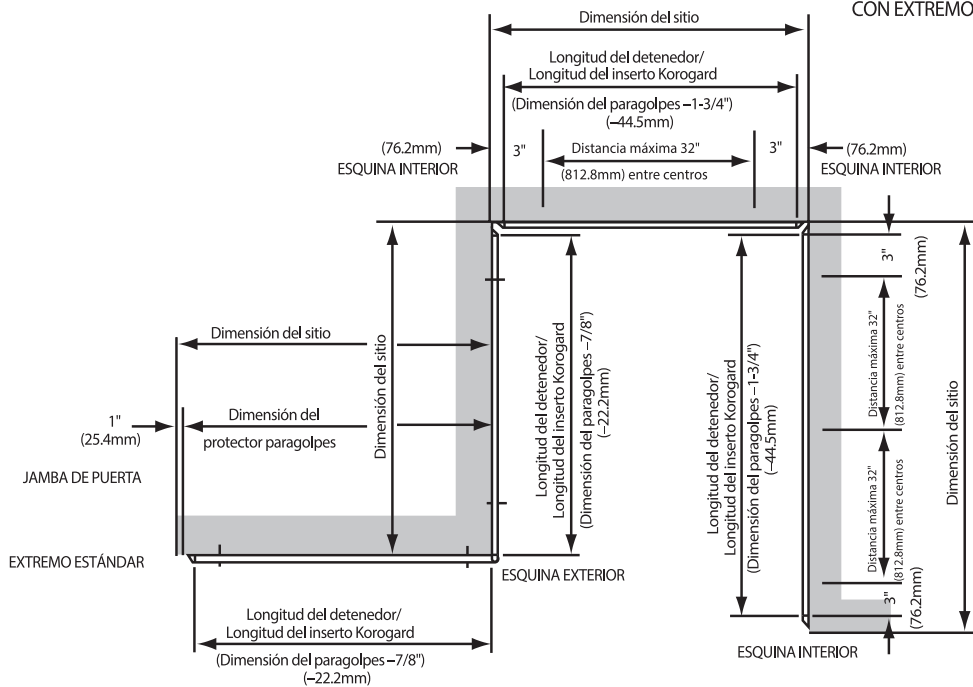 CON EXTREMO
Dimensión del sitio
Longitud del detenedor/
Longitud del inserto Korogard
(Dimensión del paragolpes –1-3/4")
(–44.5mm)
(76.2mm)
ESQUINA INTERIOR
3"
Distancia máxima 32"
(812.8mm) entre centros
3"
(76.2mm)
ESQUINA INTERIOR
Dimensión del sitio
1"
(25.4mm)
Dimensión del
protector paragolpes
JAMBA DE PUERTA
EXTREMO ESTÁNDAR
Dimensión del sitio
Longitud del detenedor/
Longitud del inserto Korogard
(Dimensión del paragolpes –7/8")
(–22.2mm)
Longitud del detenedor/
Longitud del inserto Korogard
(Dimensión del paragolpes –1-3/4")
(–44.5mm)
3"
(76.2mm)
Distancia máxima 32"
(812.8mm) entre centros
Distancia máxima 32"
(812.8mm) entre centros
3"
(76.2mm)
Dimensión del sitio
ESQUINA EXTERIOR
Longitud del detenedor/
Longitud del inserto Korogard
(Dimensión del paragolpes –7/8")
(–22.2mm)
ESQUINA INTERIOR